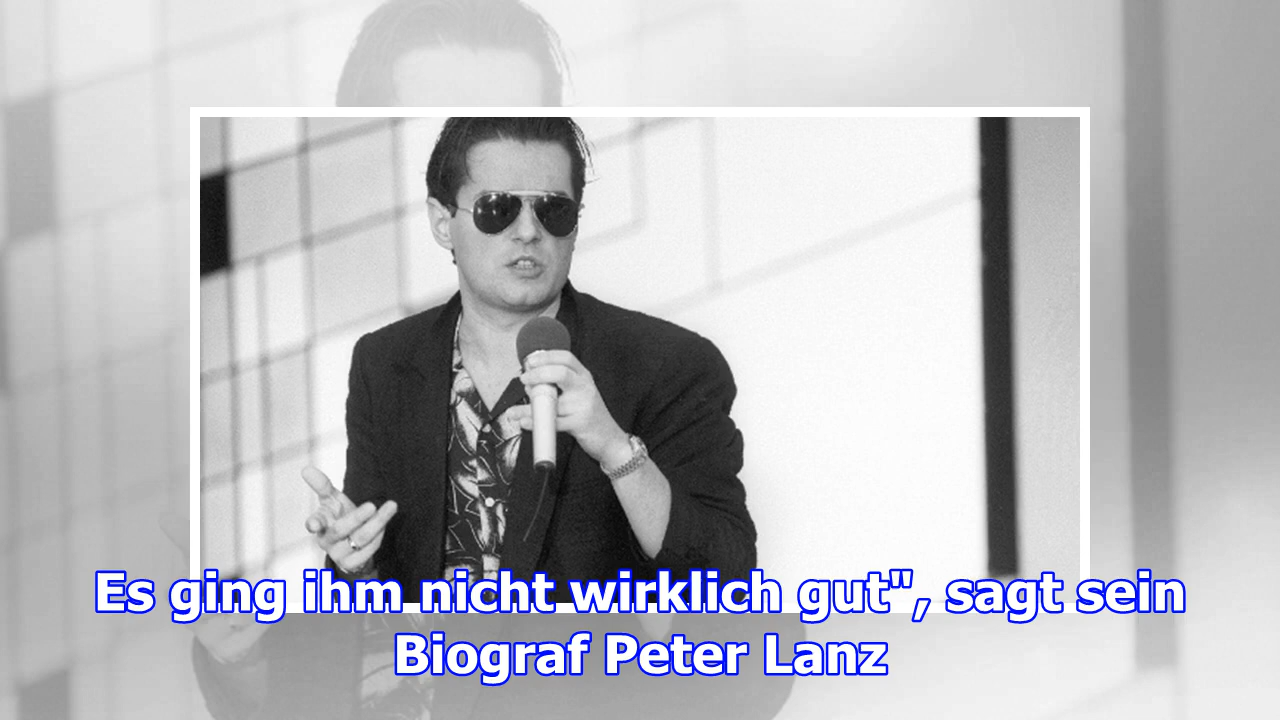 Es ging ihm nicht wirklich gut", sagt sein
Biograf Peter Lanz